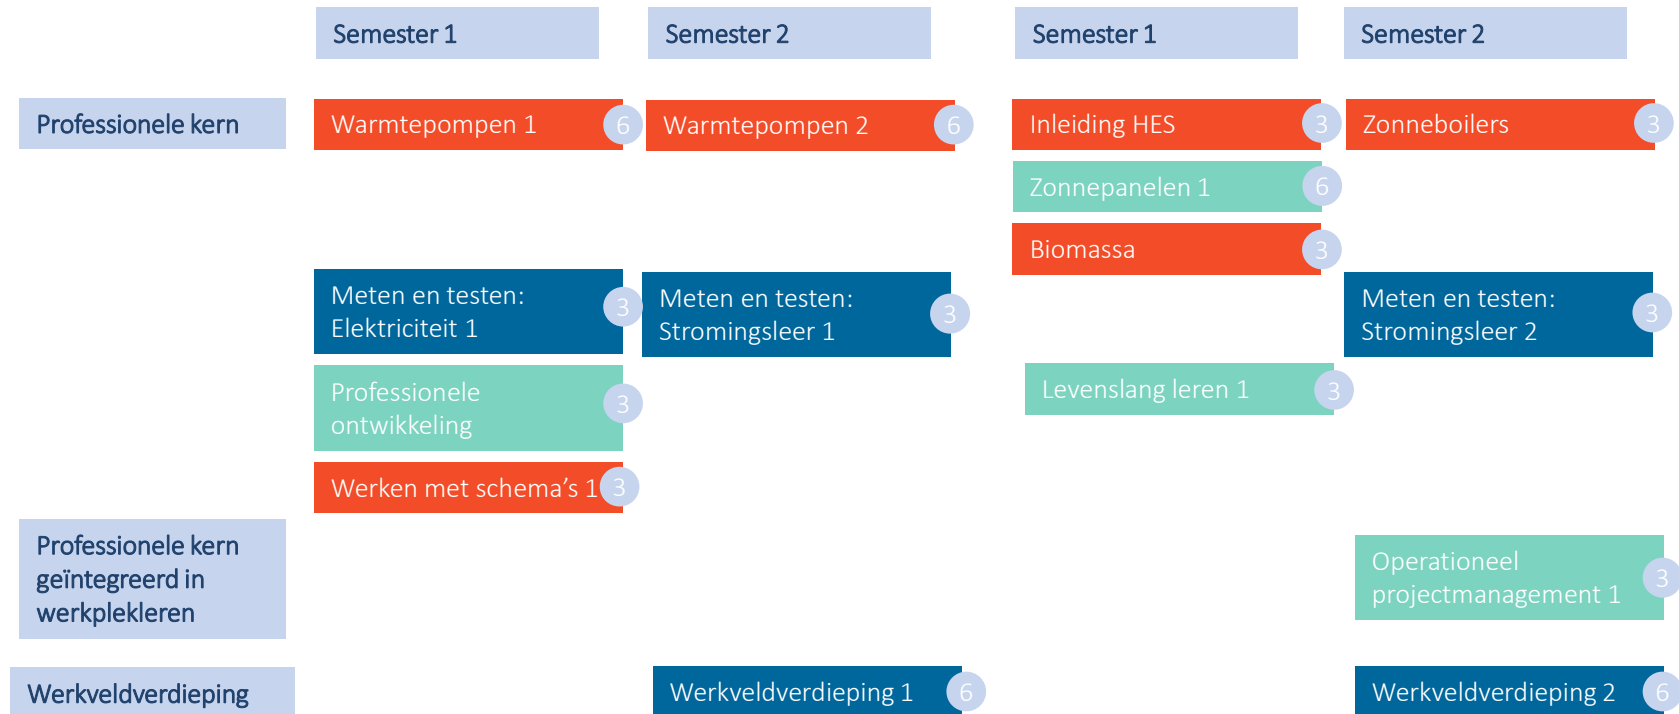 Semester 1
Semester 2
Semester 1
Semester 2
Professionele kern
Warmtepompen 1
6
Warmtepompen 2
6
Inleiding HES
3
Zonneboilers
3
Zonnepanelen 1
6
Biomassa
3
Meten en testen:
Elektriciteit 1
3
Meten en testen:
Stromingsleer 1
3
Meten en testen:
Stromingsleer 2
3
Professionele
ontwikkeling
3
Levenslang leren 1
3
Werken met schema’s 1
3
Professionele kern
geïntegreerd in
werkplekleren
Operationeel
projectmanagement 1
3
Werkveldverdieping
Werkveldverdieping 1
6
Werkveldverdieping 2
6